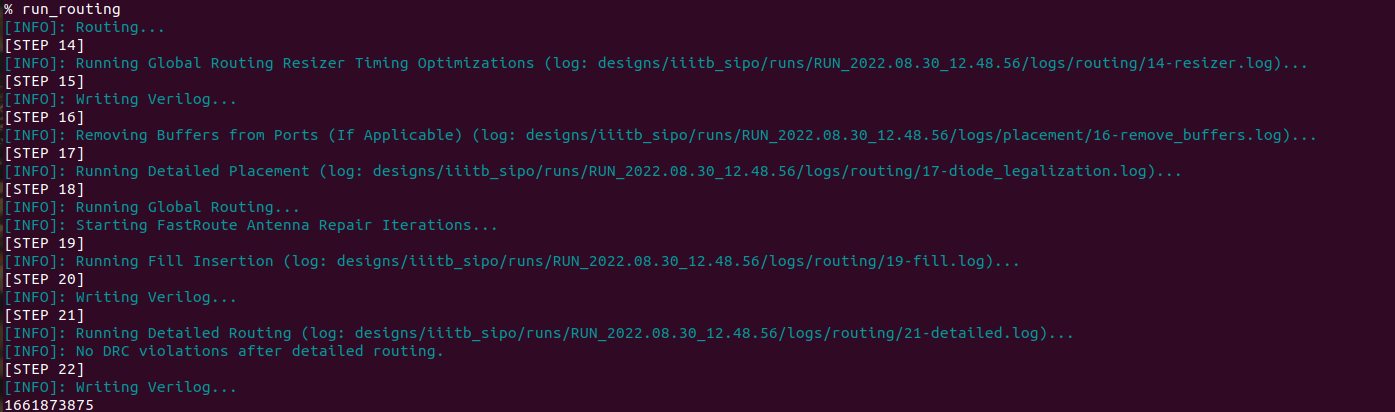 % run_routing
[INFO]: Routing...
[STEP 14]
[INFO]: Running Global Routing Resizer Timing Optimizations (log: designs/iiitb_sipo/runs/RUN_2022.08.30_12.48.56/logs/routing/14-resizer.log)...
[STEP 15]
[INFO]: Writing Verilog...
[STEP 16]
[INFO]: Removing Buffers from Ports (If Applicable) (log: designs/iiitb_sipo/runs/RUN_2022.08.30_12.48.56/logs/placement/16-remove_buffers.log)...
[STEP 17]
[INFO]: Running Detailed Placement (log: designs/iiitb_sipo/runs/RUN_2022.08.30_12.48.56/logs/routing/17-diode_legalization.log)...
[STEP 18]
[INFO]: Running Global Routing...
[INFO]: Starting FastRoute Antenna Repair Iterations...
[STEP 19]
[INFO]: Running Fill Insertion (log: designs/iiitb_sipo/runs/RUN_2022.08.30_12.48.56/logs/routing/19-fill.log)...
[STEP 20]
[INFO]: Writing Verilog...
[STEP 21]
[INFO]: Running Detailed Routing (log: designs/iiitb_sipo/runs/RUN_2022.08.30_12.48.56/logs/routing/21-detailed.log)...
[INFO]: No DRC violations after detailed routing.
[STEP 22]
[INFO]: Writing Verilog...
1661873875